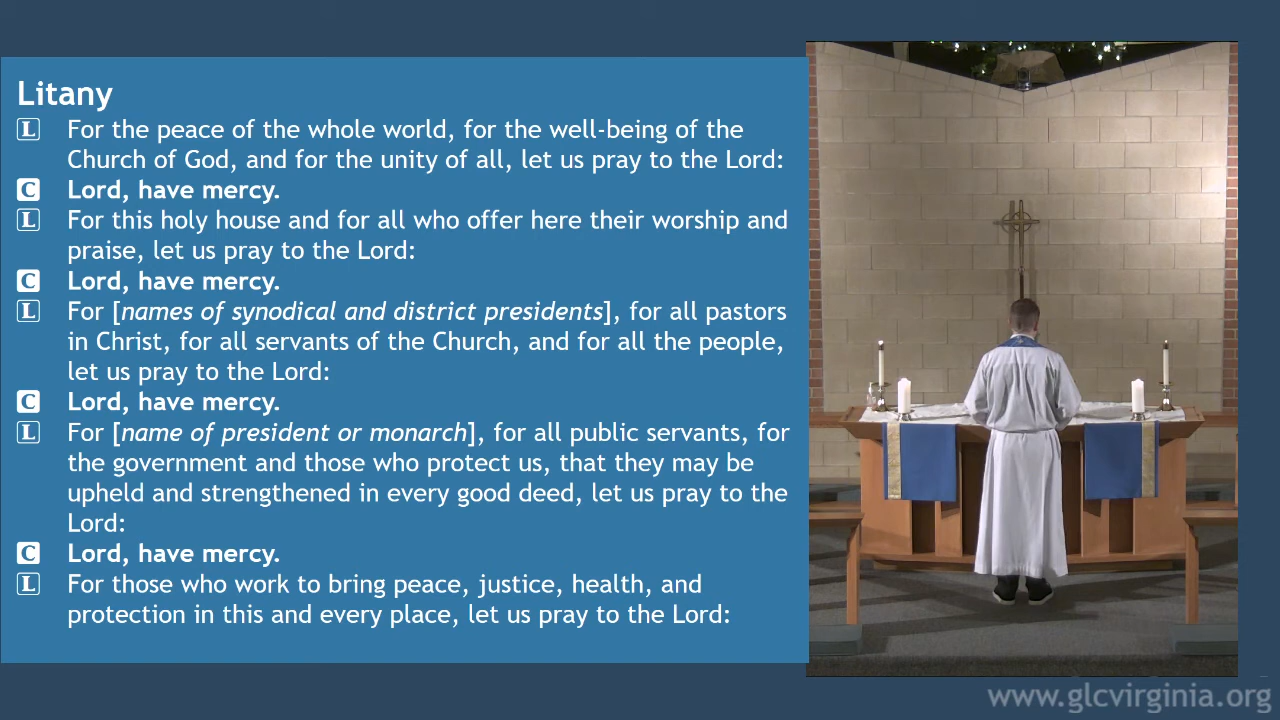 Litany
L For the peace of the whole world, for the well-being of the
Church of God, and for the unity of all, let us pray to the Lord:
C Lord, have mercy.
L For this holy house and for all who offer here their worship and
praise, let us pray to the Lord:
C Lord, have mercy.
L For [names of synodical and district presidents], for all pastors
in Christ, for all servants of the Church, and for all the people,
let us pray to the Lord:
C Lord, have mercy.
L For [name of president or monarch], for all public servants, for
the government and those who protect us, that they may be
upheld and strengthened in every good deed, let us pray to the
Lord:
C Lord, have mercy.
L For those who work to bring peace, justice, health, and
protection in this and every place, let us pray to the Lord:
www.glcvirginia.org